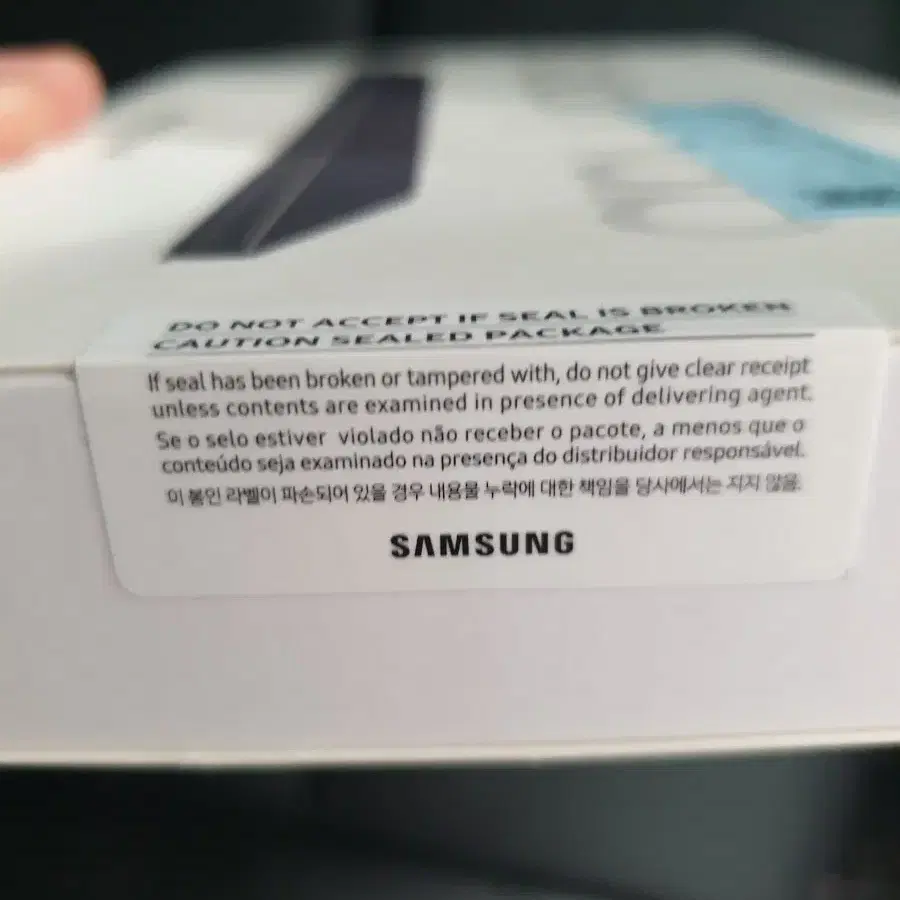 DO NOT ACCEPT IF SEAL IS BROKEN
CAUTION SEALED PACKAGE
If seal has been broken or tampered with, do not give clear receipt
unless contents are examined in presence of delivering agent.
Se o selo estiver violado não receber o pacote, a menos que o
conteúdo seja examinado na presença do distribuidor responsável.
이 봉인 라벨이 파손되어 있을 경우 내용물 누락에 대한 책임을 당사에서는 지지 않음.
SAMSUNG